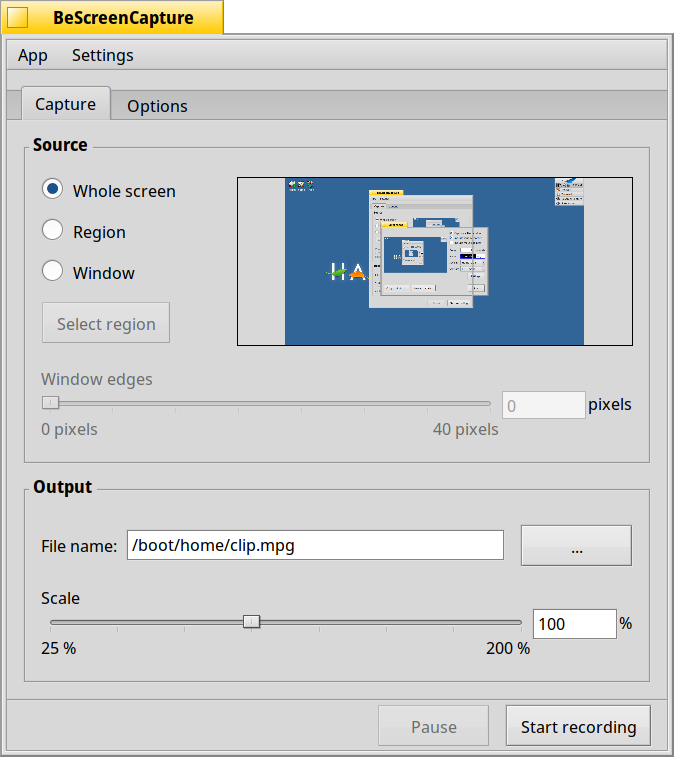 BeScreenCapture
App Settings
Capture Options
Source
Whole screen
Region
Window
Select region
Window edges
0 pixels
0 pixels 40 pixels
Output
File name: /boot/home/clip.mpg ...
Scale
100 %
25 % 200 %
Pause Start recording